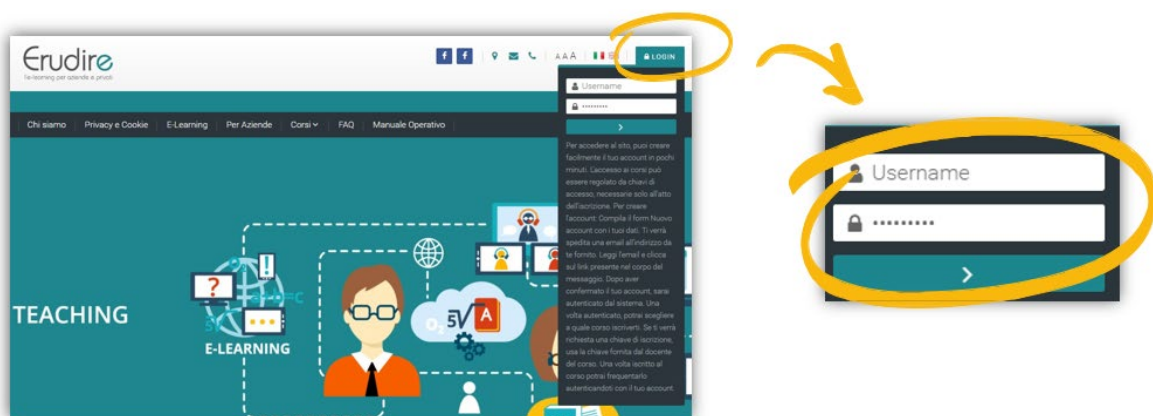 Erudire
l'e-learning per aziende e privati
f f A A A LOGIN
Username
Chi siamo Privacy e Cookie E-Learning Per Aziende Corsi FAQ Manuale Operativo
Per accedere al sito, puoi creare
facilmente il tuo account in pochi
minuti. L'accesso ai corsi può
essere regolato da chiavi di
accesso, necessarie solo all'atto
dell'iscrizione. Per creare
l'account: Compila il form Nuovo
account con i tuoi dati. Ti verrà
spedita una email all'indirizzo da
te fornito. Leggi l'email e clicca
sul link presente nel corpo del
messaggio. Dopo aver
confermato il tuo account, sarai
autenticato dal sistema. Una
volta autenticato, potrai scegliere
a quale corso iscriverti. Se ti verrà
richiesta una chiave di iscrizione,
usa la chiave fornita dal docente
del corso. Una volta iscritto al
corso potrai frequentarlo
autenticandoti con il tuo account.
TEACHING
? !
a+b=c
E-LEARNING
O₂ 5√ A
Username